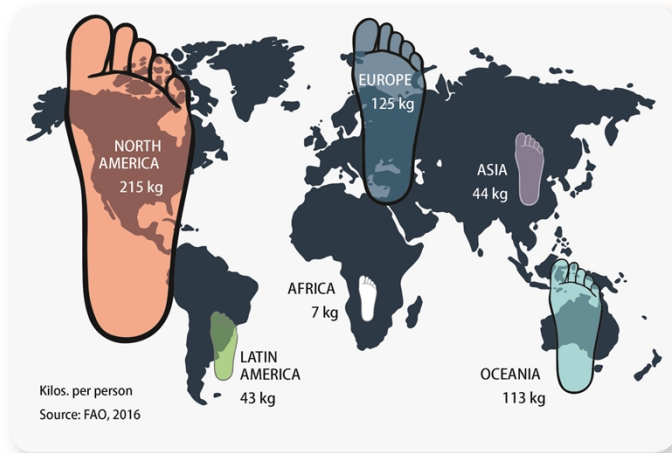 NORTH
AMERICA
215 kg
EUROPE
125 kg
ASIA
44 kg
AFRICA
7 kg
LATIN
AMERICA
43 kg
OCEANIA
113 kg
Kilos. per person
Source: FAO, 2016